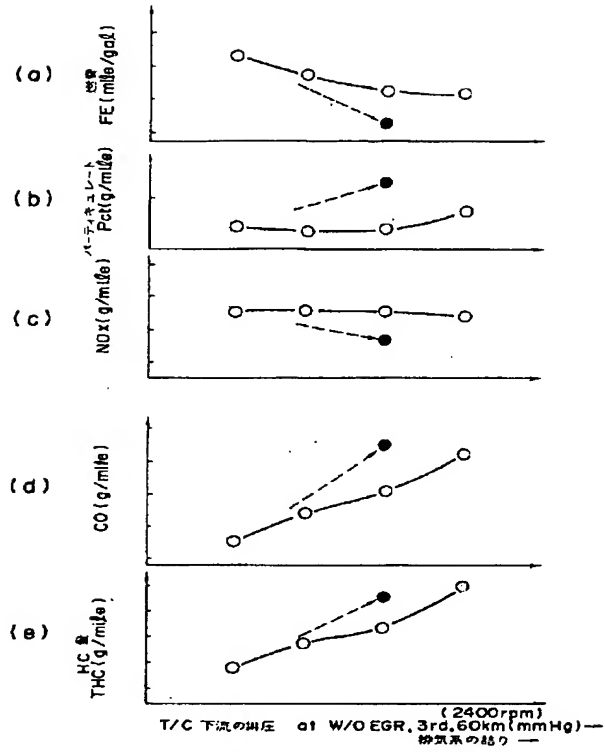 (a)
燃費
FE(mile/gal)
(b)
パーティキュレート
Pct(g/mile)
(c)
NOx(g/mile)
(d)
CO(g/mile)
(e)
HC量
THC(g/mile)
(2400rpm)
T/C 下流の排圧 at W/O EGR, 3rd, 60km(mmHg)—
排気系の詰り —